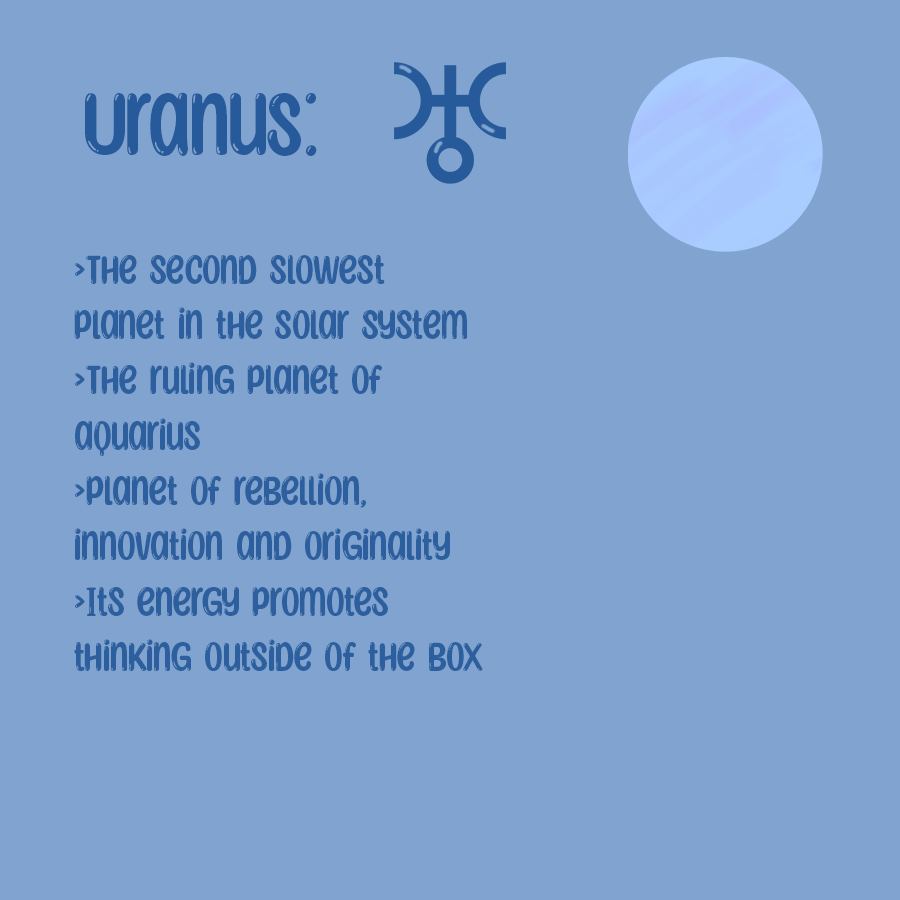 uranus:
>The second slowest
planet in the solar system
>The ruling planet of
aquarius
>planet of rebellion,
innovation and originality
>Its energy promotes
thinking outside of the box